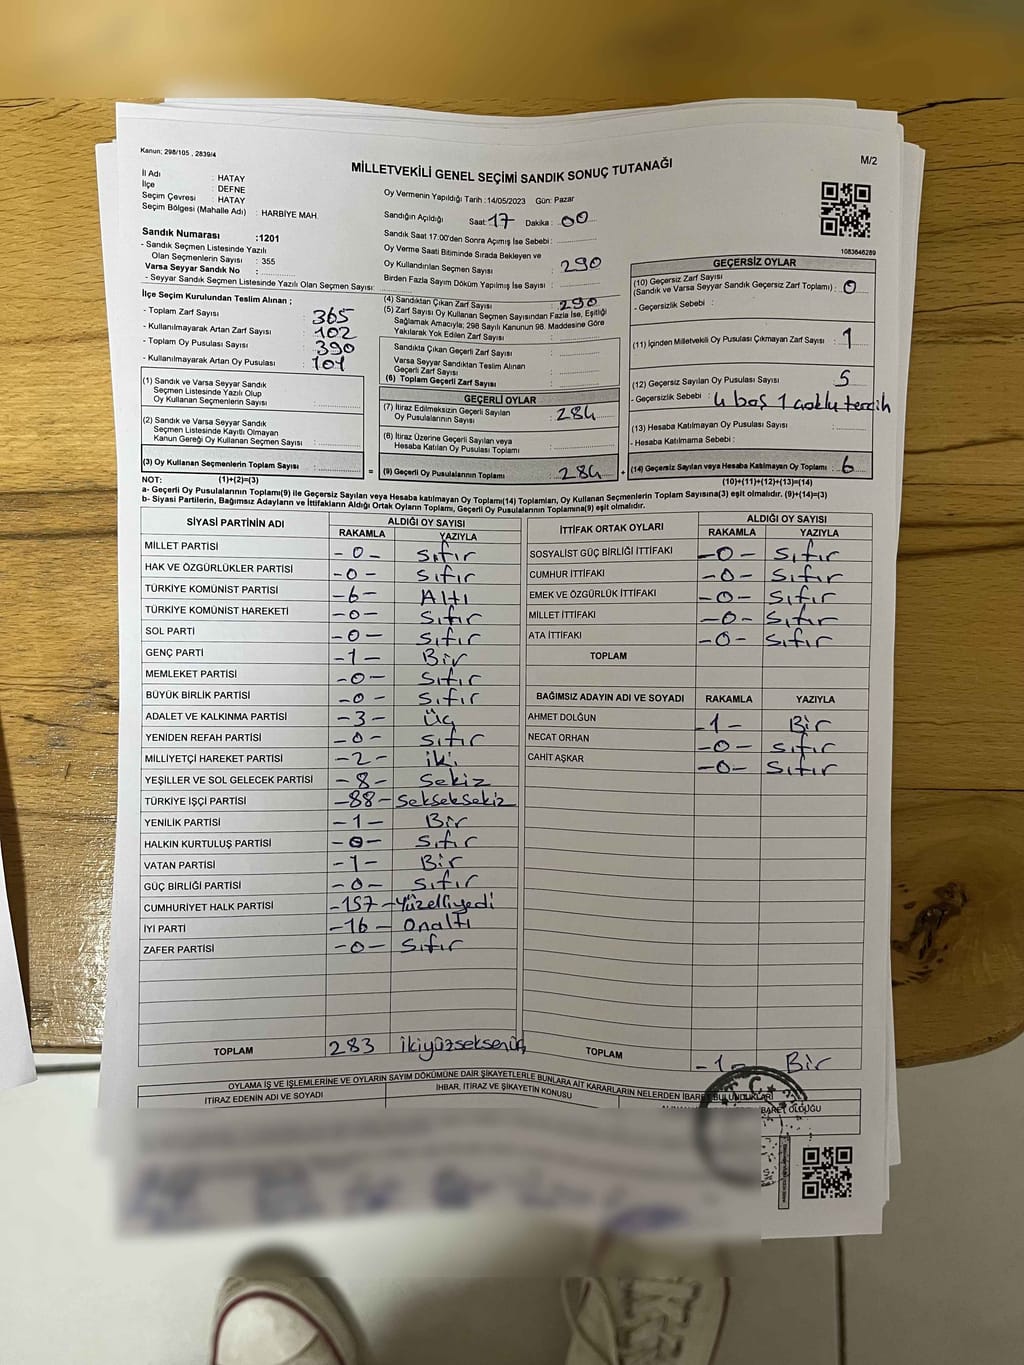 Kanun; 298/105 , 2839/4
MİLLETVEKİLİ GENEL SEÇİMİ SANDIK SONUÇ TUTANAĞI
M/2
İl Adı : HATAY
İlçe : DEFNE
Seçim Çevresi : HATAY
Seçim Bölgesi (Mahalle Adı) : HARBİYE MAH.
Sandık Numarası :1201
- Sandık Seçmen Listesinde Yazılı
Olan Seçmenlerin Sayısı : 355
Varsa Seyyar Sandık No :
- Seyyar Sandık Seçmen Listesinde Yazılı Olan Seçmen Sayısı:
Oy Vermenin Yapıldığı Tarih :14/05/2023 Gün: Pazar
Sandığın Açıldığı Saat: 17 Dakika : 00
Sandık Saat 17:00'den Sonra Açımış İse Sebebi :
Oy Verme Saati Bitiminde Sırada Bekleyen ve
Oy Kullandırılan Seçmen Sayısı : 290
Birden Fazla Sayım Döküm Yapılmış İse Sayısı :
1083646289
İlçe Seçim Kurulundan Teslim Alınan ;
- Toplam Zarf Sayısı : 365
- Kullanılmayarak Artan Zarf Sayısı : 102
- Toplam Oy Pusulası Sayısı : 390
- Kullanılmayarak Artan Oy Pusulası : 101
(1) Sandık ve Varsa Seyyar Sandık
Seçmen Listesinde Yazılı Olup
Oy Kullanan Seçmenlerin Sayısı :
(2) Sandık ve Varsa Seyyar Sandık
Seçmen Listesinde Kayıtlı Olmayan
Kanun Gereği Oy Kullanan Seçmen Sayısı :
(3) Oy Kullanan Seçmenlerin Toplam Sayısı :
(1)+(2)=(3)
(4) Sandıktan Çıkan Zarf Sayısı : 290
(5) Zarf Sayısı Oy Kullanan Seçmen Sayısından Fazla İse, Eşitliği
Sağlamak Amacıyla; 298 Sayılı Kanunun 98. Maddesine Göre
Yakılarak Yok Edilen Zarf Sayısı :
Sandıkta Çıkan Geçerli Zarf Sayısı :
Varsa Seyyar Sandıktan Teslim Alınan
Geçerli Zarf Sayısı :
(6) Toplam Geçerli Zarf Sayısı :
GEÇERLİ OYLAR
(7) İtiraz Edilmeksizin Geçerli Sayılan
Oy Pusulalarının Sayısı : 284
(8) İtiraz Üzerine Geçerli Sayılan veya
Hesaba Katılan Oy Pusulası Toplamı :
= (9) Geçerli Oy Pusulalarının Toplamı : 284 +
GEÇERSİZ OYLAR
(10) Geçersiz Zarf Sayısı
(Sandık ve Varsa Seyyar Sandık Geçersiz Zarf Toplamı) : 0
- Geçersizlik Sebebi :
(11) İçinden Milletvekili Oy Pusulası Çıkmayan Zarf Sayısı : 1
(12) Geçersiz Sayılan Oy Pusulası Sayısı : 5
- Geçersizlik Sebebi : 4 boş 1 çoklu tercih
(13) Hesaba Katılmayan Oy Pusulası Sayısı :
- Hesaba Katılmama Sebebi :
(14) Geçersiz Sayılan veya Hesaba Katılmayan Oy Toplamı : 6
(10)+(11)+(12)+(13)=(14)
NOT:
a- Geçerli Oy Pusulalarının Toplamı(9) ile Geçersiz Sayılan veya Hesaba katılmayan Oy Toplamı(14) Toplamları, Oy Kullanan Seçmenlerin Toplam Sayısına(3) eşit olmalıdır. (9)+(14)=(3)
b- Siyasi Partilerin, Bağımsız Adayların ve İttifakların Aldığı Ortak Oyların Toplamı, Geçerli Oy Pusulalarının Toplamına(9) eşit olmalıdır.
SİYASİ PARTİNİN ADI ALDIĞI OY SAYISI
RAKAMLA YAZIYLA
MİLLET PARTİSİ -0- Sıfır
HAK VE ÖZGÜRLÜKLER PARTİSİ -0- Sıfır
TÜRKİYE KOMÜNİST PARTİSİ -6- Altı
TÜRKİYE KOMÜNİST HAREKETİ -0- Sıfır
SOL PARTİ -0- Sıfır
GENÇ PARTİ -1- Bir
MEMLEKET PARTİSİ -0- Sıfır
BÜYÜK BİRLİK PARTİSİ -0- Sıfır
ADALET VE KALKINMA PARTİSİ -3- Üç
YENİDEN REFAH PARTİSİ -0- Sıfır
MİLLİYETÇİ HAREKET PARTİSİ -2- iki
YEŞİLLER VE SOL GELECEK PARTİSİ -8- Sekiz
TÜRKİYE İŞÇİ PARTİSİ -88- Sekseksekiz
YENİLİK PARTİSİ -1- Bir
HALKIN KURTULUŞ PARTİSİ -0- Sıfır
VATAN PARTİSİ -1- Bir
GÜÇ BİRLİĞİ PARTİSİ -0- Sıfır
CUMHURİYET HALK PARTİSİ -157- Yüzelliyedi
İYİ PARTİ -16- Onaltı
ZAFER PARTİSİ -0- Sıfır
TOPLAM 283 ikiyüzseksenüç
İTTİFAK ORTAK OYLARI ALDIĞI OY SAYISI
RAKAMLA YAZIYLA
SOSYALİST GÜÇ BİRLİĞİ İTTİFAKI -0- Sıfır
CUMHUR İTTİFAKI -0- Sıfır
EMEK VE ÖZGÜRLÜK İTTİFAKI -0- Sıfır
MİLLET İTTİFAKI -0- Sıfır
ATA İTTİFAKI -0- Sıfır
TOPLAM
BAĞIMSIZ ADAYIN ADI VE SOYADI RAKAMLA YAZIYLA
AHMET DOLĞUN -1- Bir
NECAT ORHAN -0- Sıfır
CAHİT AŞKAR -0- Sıfır
TOPLAM -1- Bir
OYLAMA İŞ VE İŞLEMLERİNE VE OYLARIN SAYIM DÖKÜMÜNE DAİR ŞİKAYETLERLE BUNLARA AİT KARARLARIN NELERDEN İBARET BULUNDUKLARI
İTİRAZ EDENİN ADI VE SOYADI
İHBAR, İTİRAZ VE ŞİKAYETİN KONUSU
OLDUĞU